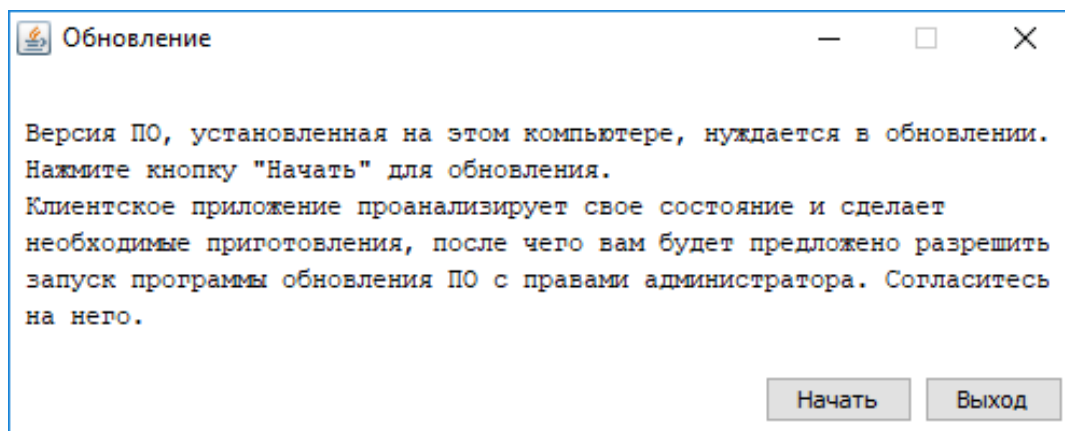 Обновление
Версия ПО, установленная на этом компьютере, нуждается в обновлении.
Нажмите кнопку "Начать" для обновления.
Клиентское приложение проанализирует свое состояние и сделает
необходимые приготовления, после чего вам будет предложено разрешить
запуск программы обновления ПО с правами администратора. Согласитесь
на него.
Начать Выход